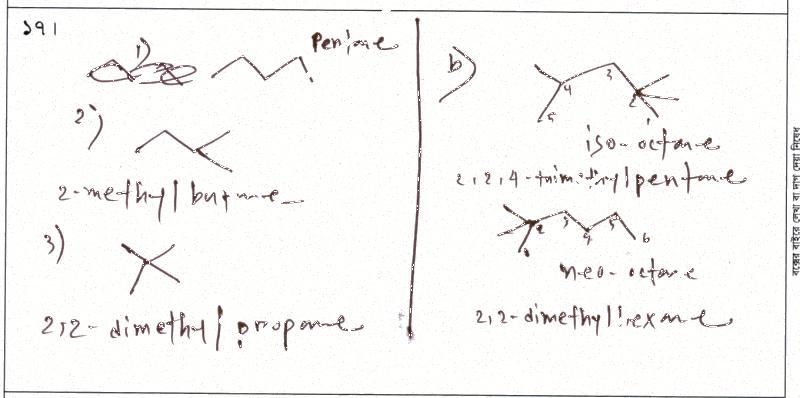 ১৭।
1) Pentane
2) 2-methyl butane
3) 2,2-dimethyl propane
b) 4 3 2 1 5
iso-octane
2,2,4-trimethylpentane
1 2 3 4 5 6
neo-octane
2,2-dimethylhexane
বক্সের বাইরে লেখা বা দাগ দেয়া নিষেধ